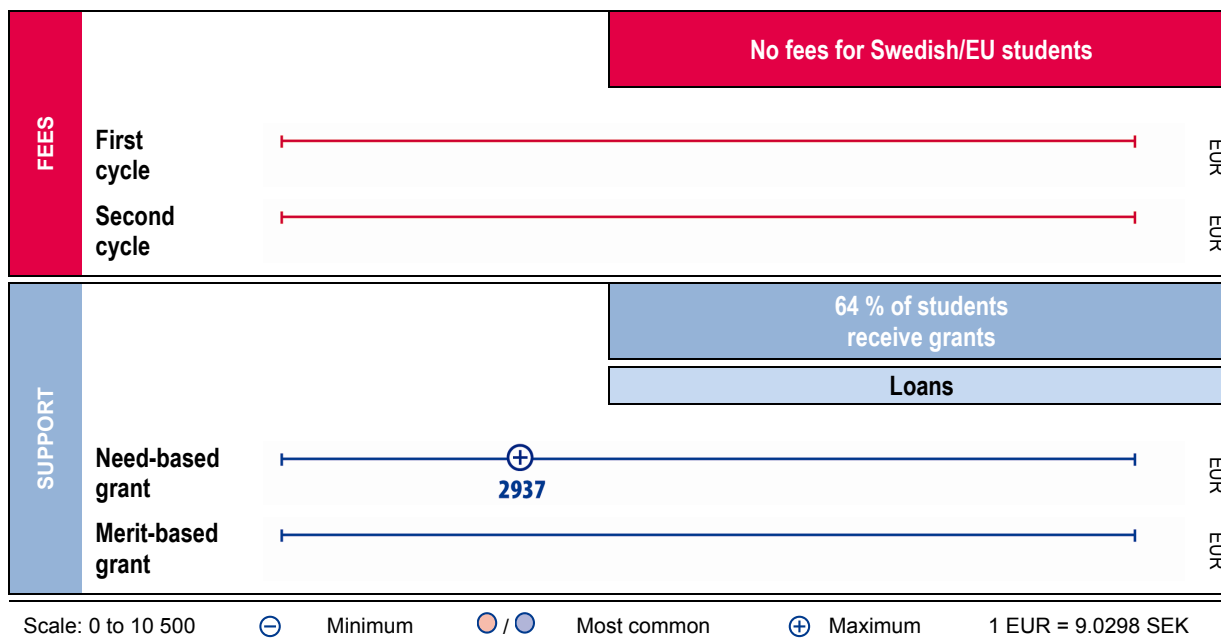 No fees for Swedish/EU students
FEES
First
cycle
EUR
Second
cycle
EUR
64 % of students
receive grants
Loans
SUPPORT
Need-based
grant
2937
EUR
Merit-based
grant
EUR
Scale: 0 to 10 500 Minimum / Most common Maximum 1 EUR = 9.0298 SEK